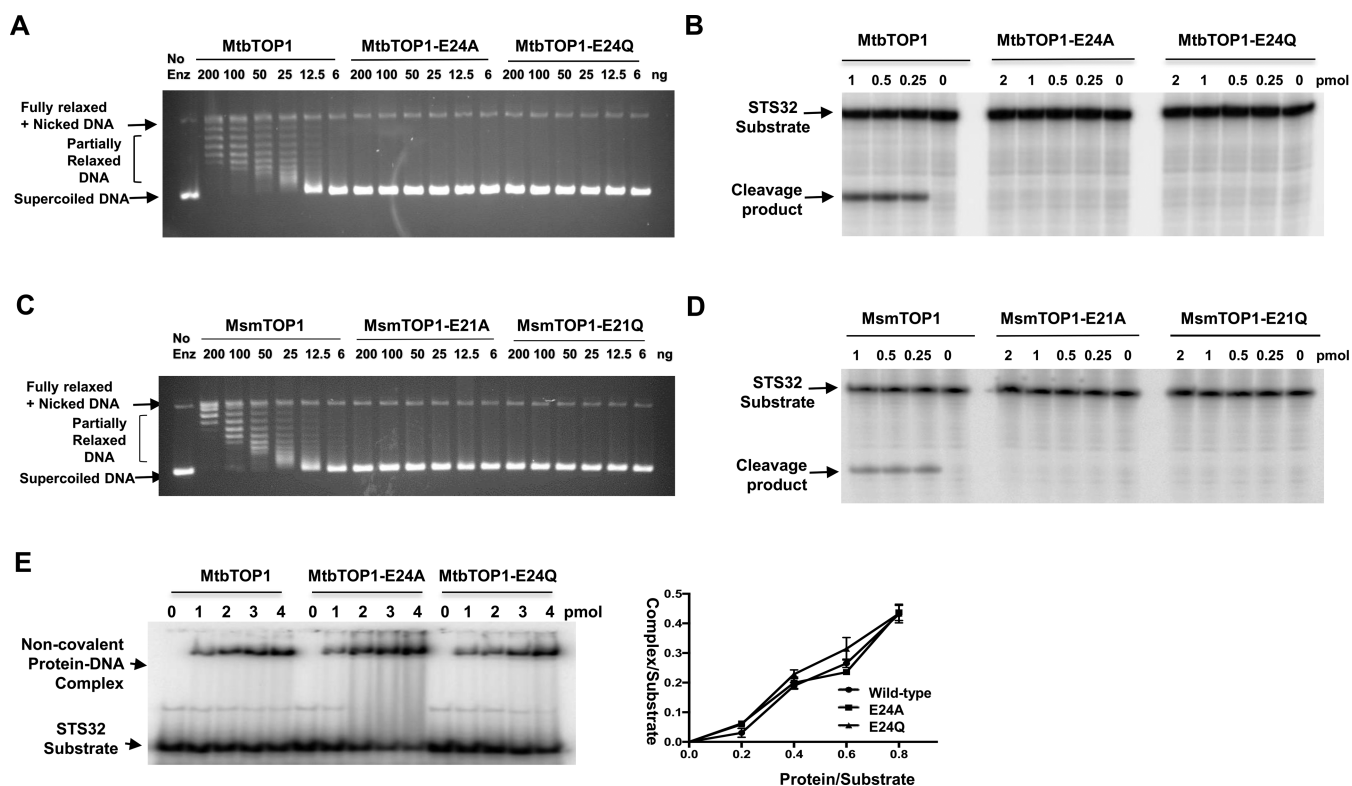 A
MtbTOP1 MtbTOP1-E24A MtbTOP1-E24Q
No
Enz 200 100 50 25 12.5 6 200 100 50 25 12.5 6 200 100 50 25 12.5 6 ng
Fully relaxed
+ Nicked DNA
Partially
Relaxed
DNA
Supercoiled DNA
B
MtbTOP1 MtbTOP1-E24A MtbTOP1-E24Q
1 0.5 0.25 0 2 1 0.5 0.25 0 2 1 0.5 0.25 0 pmol
STS32
Substrate
Cleavage
product
C
MsmTOP1 MsmTOP1-E21A MsmTOP1-E21Q
No
Enz 200 100 50 25 12.5 6 200 100 50 25 12.5 6 200 100 50 25 12.5 6 ng
Fully relaxed
+ Nicked DNA
Partially
Relaxed
DNA
Supercoiled DNA
D
MsmTOP1 MsmTOP1-E21A MsmTOP1-E21Q
1 0.5 0.25 0 2 1 0.5 0.25 0 2 1 0.5 0.25 0 pmol
STS32
Substrate
Cleavage
product
E
MtbTOP1 MtbTOP1-E24A MtbTOP1-E24Q
0 1 2 3 4 0 1 2 3 4 0 1 2 3 4 pmol
Non-covalent
Protein-DNA
Complex
STS32
Substrate
Complex/Substrate
0.5
0.4
0.3
0.2
0.1
0.0
Wild-type
E24A
E24Q
0.0 0.2 0.4 0.6 0.8
Protein/Substrate